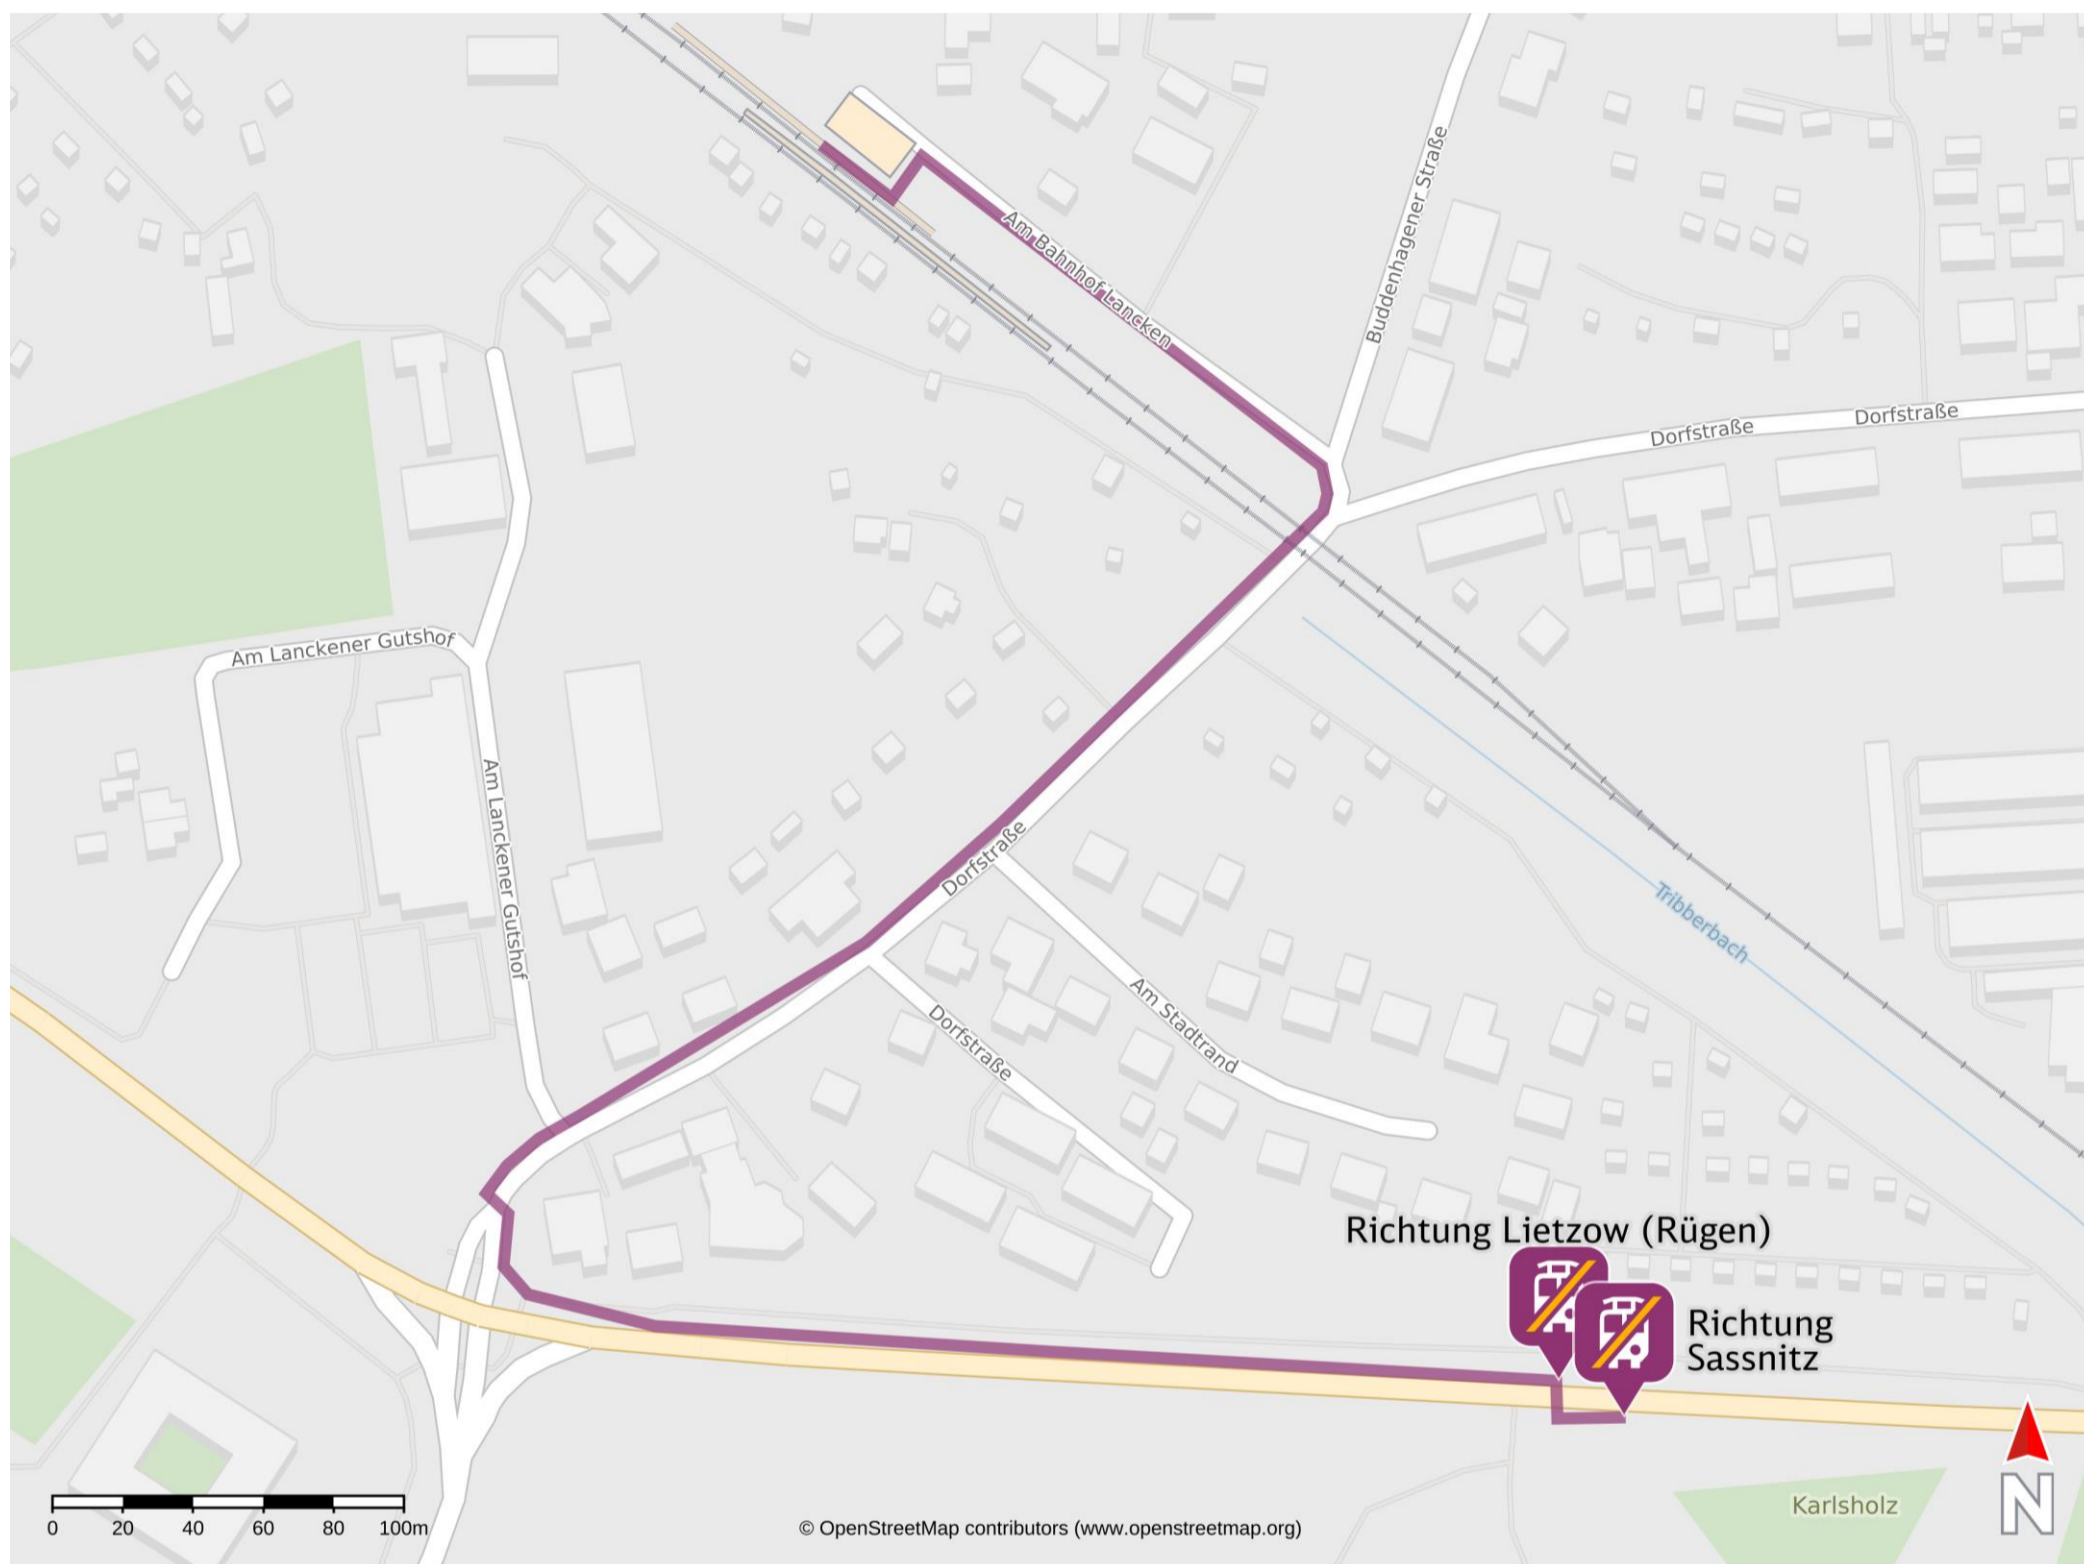 Am Bahnhof Lancken
Buddenhagener Straße
Dorfstraße
Dorfstraße
Am Lanckener Gutshof
Am Lanckener Gutshof
Dorfstraße
Tribberbach
Am Stadtrand
Dorfstraße
Richtung Lietzow (Rügen)
Richtung
Sassnitz
Karlsholz
N
0 20 40 60 80 100m
© OpenStreetMap contributors (www.openstreetmap.org)